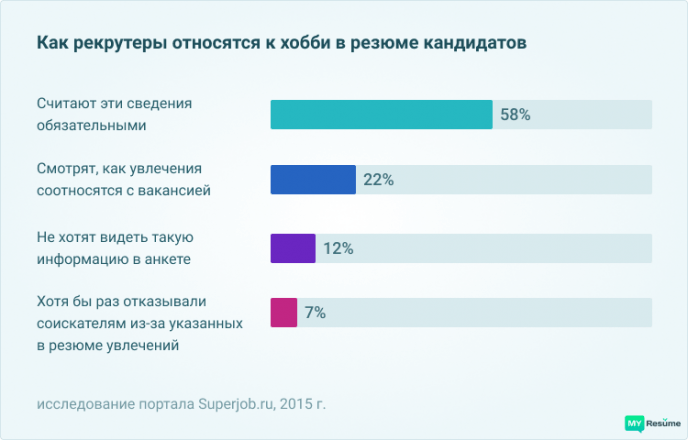 Как рекрутеры относятся к хобби в резюме кандидатов
Считают эти сведения
обязательными
58%
Смотрят, как увлечения
соотносятся с вакансией
22%
Не хотят видеть такую
информацию в анкете
12%
Хотя бы раз отказывали
соискателям из-за указанных
в резюме увлечений
7%
исследование портала Superjob.ru, 2015 г.
MY Resume